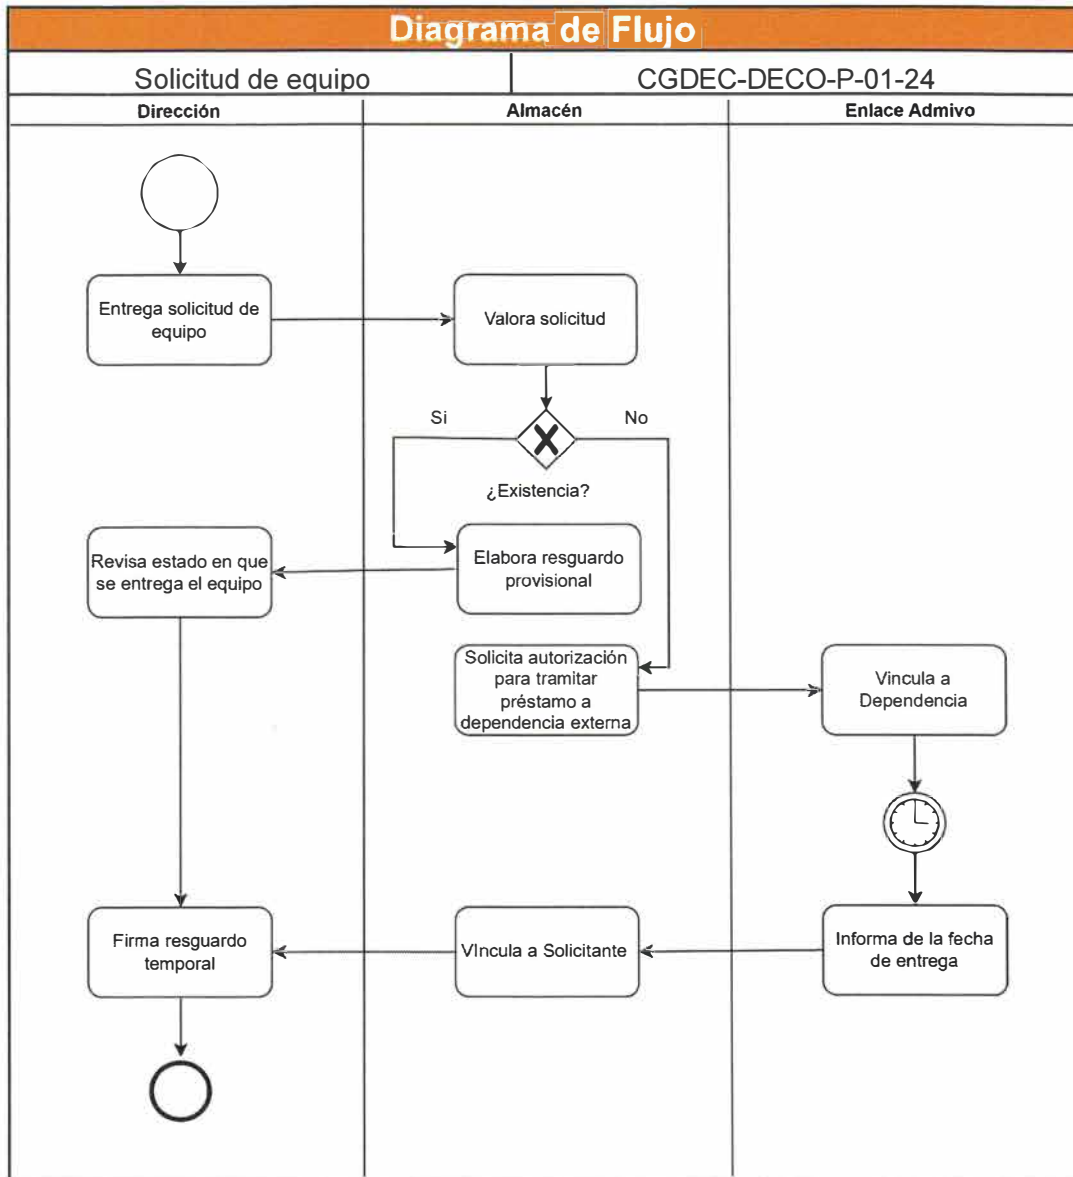 Diagrama de Flujo
Solicitud de equipo
CGDEC-DECO-P-01-24
Dirección
Almacén
Enlace Admivo
Entrega solicitud de
equipo
Valora solicitud
Si
No
¿Existencia?
Revisa estado en que
se entrega el equipo
Elabora resguardo
provisional
Solicita autorización
para tramitar
préstamo a
dependencia externa
Vincula a
Dependencia
Firma resguardo
temporal
VIncula a Solicitante
Informa de la fecha
de entrega